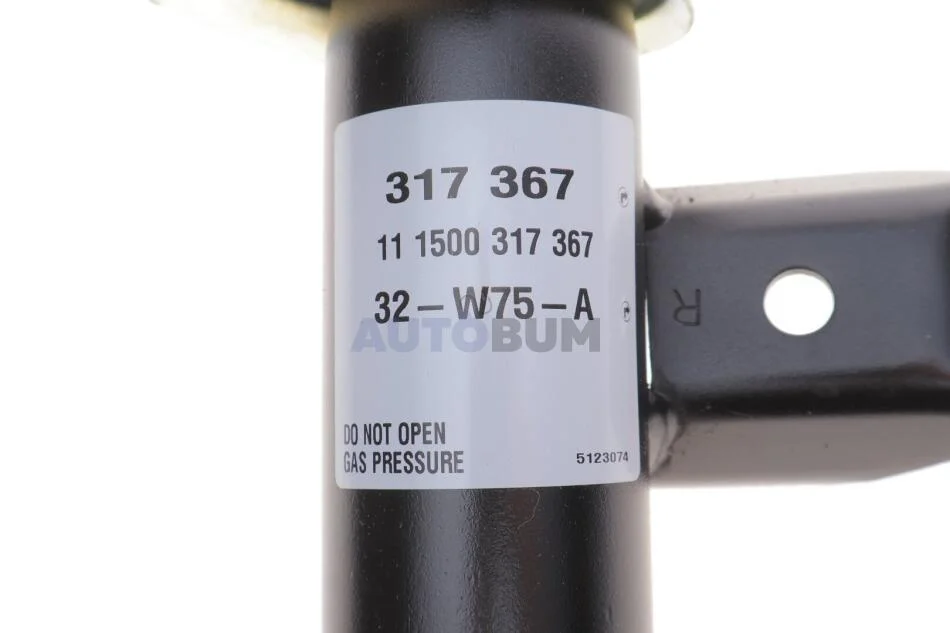 317 367
11 1500 317 367
32-W75-A
AUTOBUM
DO NOT OPEN
GAS PRESSURE
5123074
R